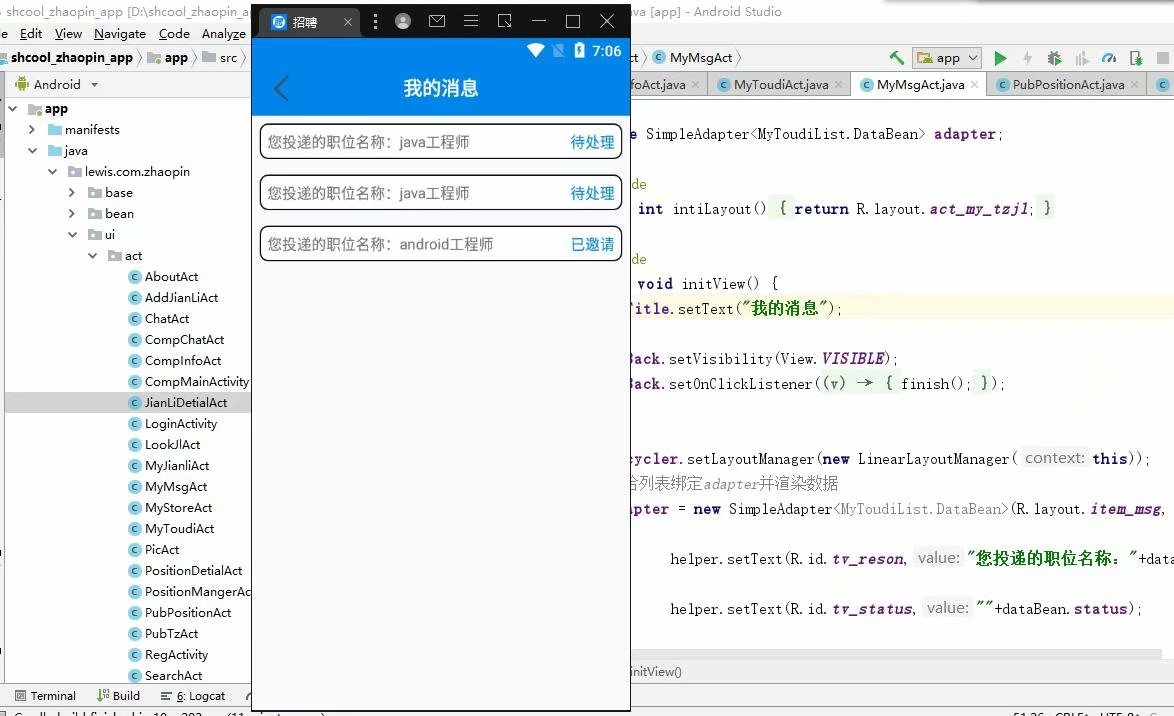 shcool_zhaopin_app [D:\shcool_zhaopin_a
[app] - Android Studio
Edit View Navigate Code Analyze
shcool_zhaopin_app app src
MyMsgAct
app
Android
foAct.java MyToudiAct.java MyMsgAct.java PubPositionAct.java
招聘
7:06
我的消息
您投递的职位名称：java工程师 待处理
您投递的职位名称：java工程师 待处理
您投递的职位名称：android工程师 已邀请
app
manifests
java
lewis.com.zhaopin
base
bean
ui
act
AboutAct
AddJianLiAct
ChatAct
CompChatAct
CompInfoAct
CompMainActivity
JianLiDetialAct
LoginActivity
LookJlAct
MyJianliAct
MyMsgAct
MyStoreAct
MyToudiAct
PicAct
PositionDetialAct
PositionMangerAc
PubPositionAct
PubTzAct
RegActivity
SearchAct
e SimpleAdapter<MyToudiList.DataBean> adapter;
de
int intiLayout() { return R.layout.act_my_tzjl; }
de
void initView() {
Title.setText("我的消息");
Back.setVisibility(View.VISIBLE);
Back.setOnClickListener((v) → { finish(); });
cycler.setLayoutManager(new LinearLayoutManager( context: this));
给列表绑定adapter并渲染数据
apter = new SimpleAdapter<MyToudiList.DataBean>(R.layout.item_msg,
helper.setText(R.id.tv_reson, value: "您投递的职位名称："+data
helper.setText(R.id.tv_status, value: ""+dataBean.status);
initView()
Terminal Build 6: Logcat